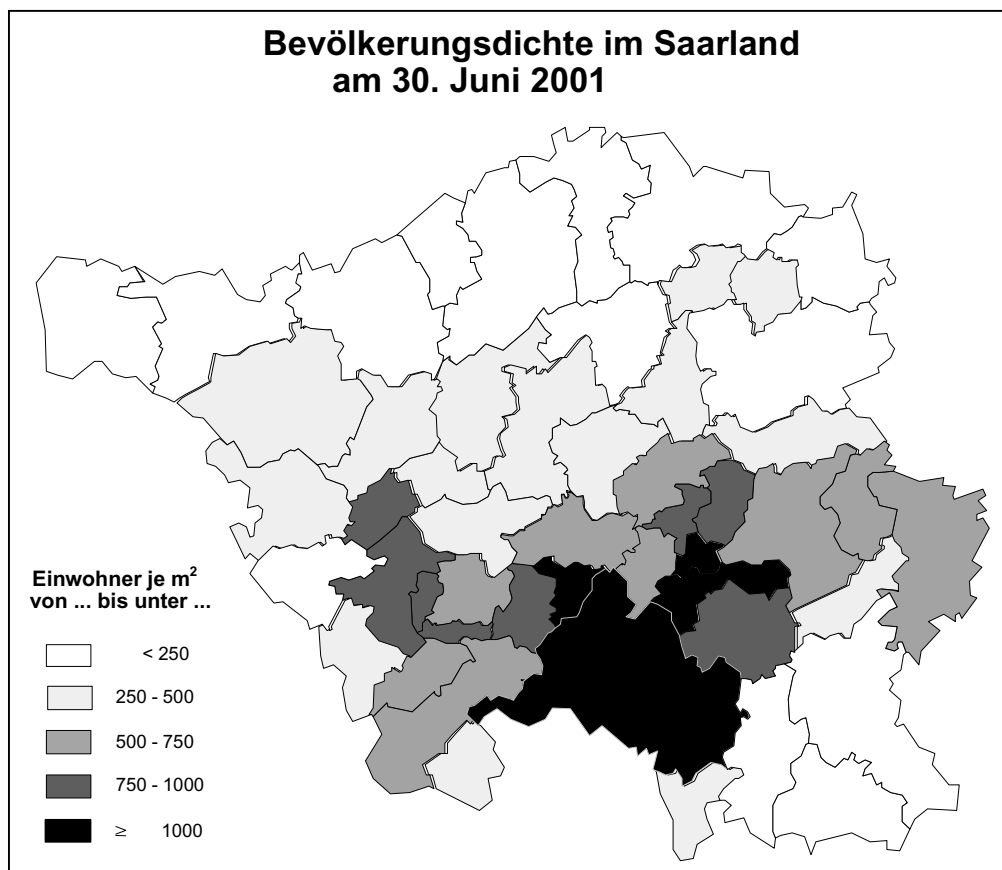 Bevölkerungsdichte im Saarland
am 30. Juni 2001
Einwohner je m²
von ... bis unter ...
< 250
250 - 500
500 - 750
750 - 1000
≥ 1000